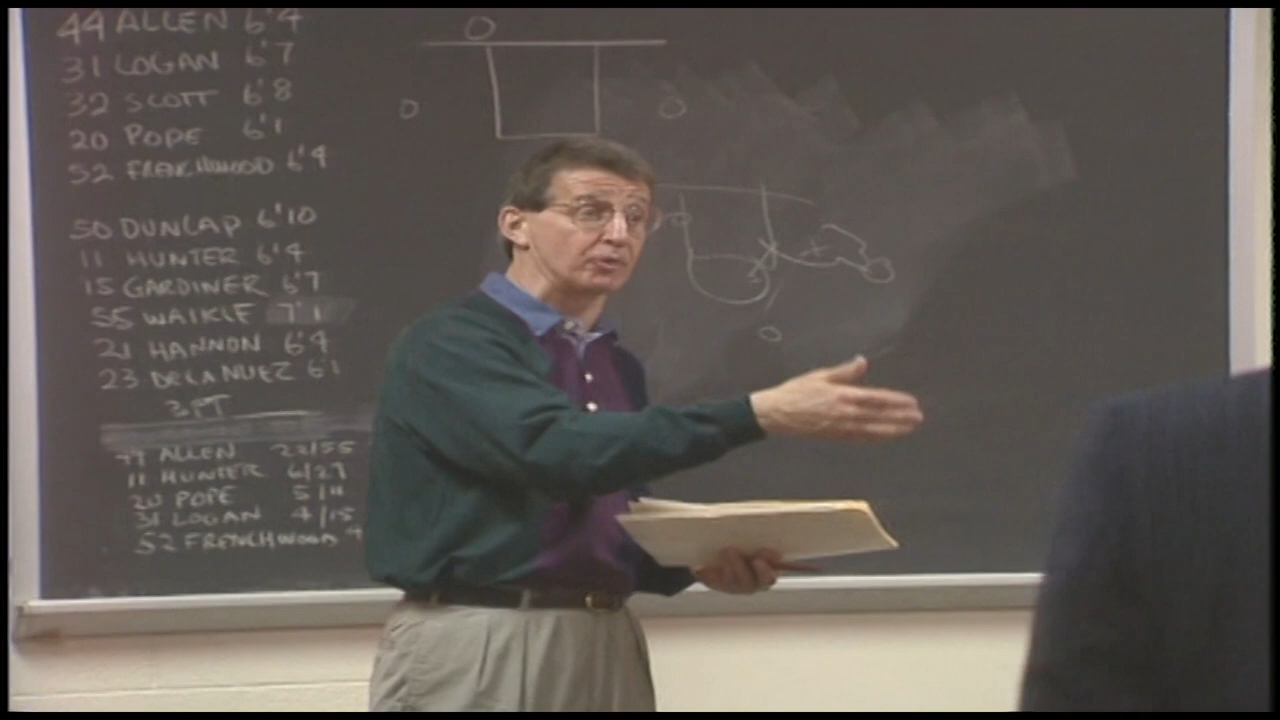 44 ALLEN 6'4
31 LOGAN 6'7
32 SCOTT 6'8
20 POPE 6'1
52 FRENCHWOOD 6'4
50 DUNLAP 6'10
11 HUNTER 6'4
15 GARDINER 6'7
55 WAIKLE 7'1
21 HANNON 6'4
23 DELANUEZ 6'1
3PT
44 ALLEN 22/55
11 HUNTER 6/27
20 POPE 5/11
31 LOGAN 4/15
52 FRENCHWOOD